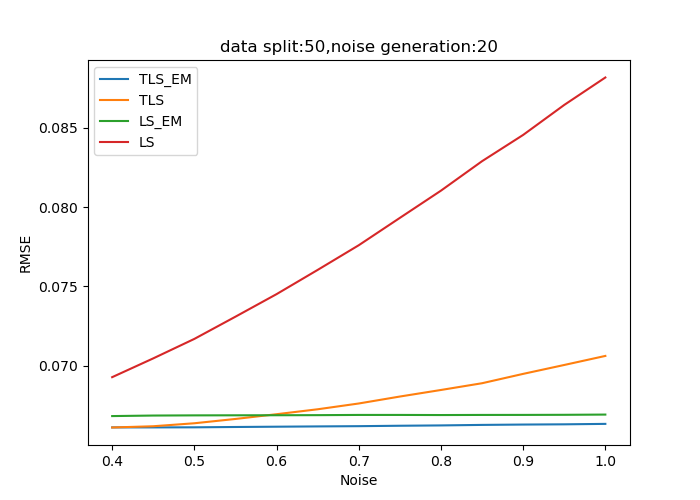 data split:50,noise generation:20
TLS_EM
TLS
LS_EM
LS
0.085
0.080
0.075
0.070
RMSE
0.4 0.5 0.6 0.7 0.8 0.9 1.0
Noise